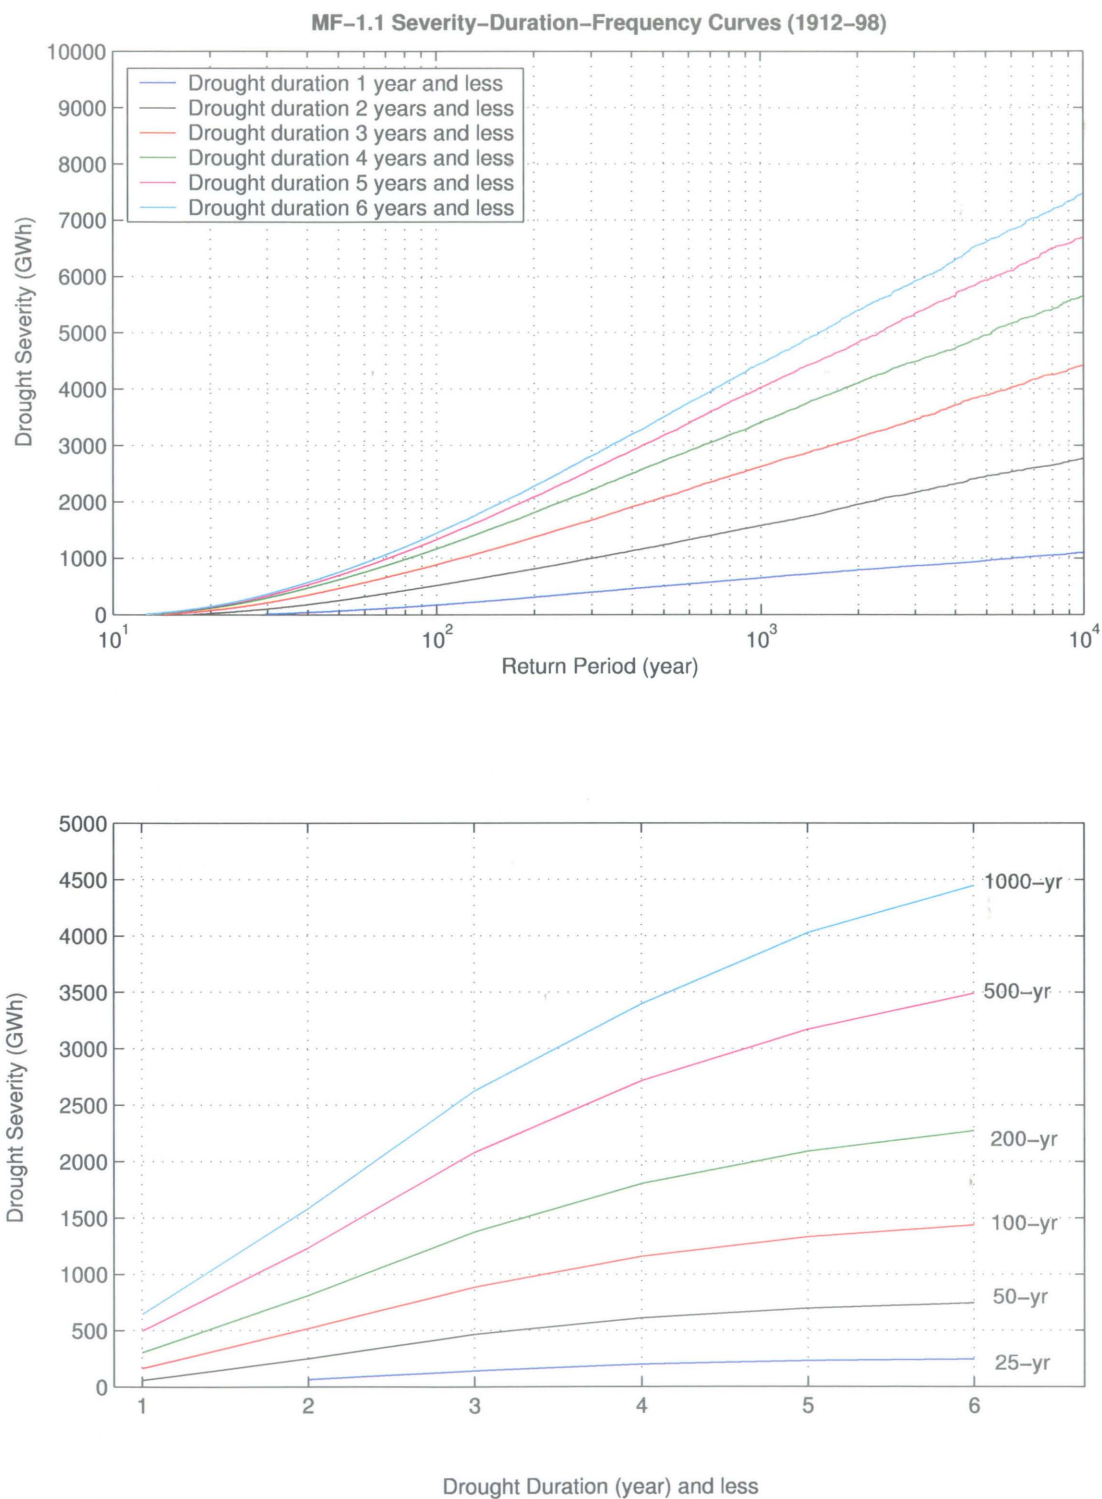 MF−1.1 Severity−Duration−Frequency Curves (1912−98)
10000
9000
8000
7000
6000
5000
4000
3000
2000
1000
0
Drought Severity (GWh)
Drought duration 1 year and less
Drought duration 2 years and less
Drought duration 3 years and less
Drought duration 4 years and less
Drought duration 5 years and less
Drought duration 6 years and less
10^1 10^2 10^3 10^4
Return Period (year)
5000
4500
4000
3500
3000
2500
2000
1500
1000
500
0
Drought Severity (GWh)
1000−yr
500−yr
200−yr
100−yr
50−yr
25−yr
1 2 3 4 5 6
Drought Duration (year) and less